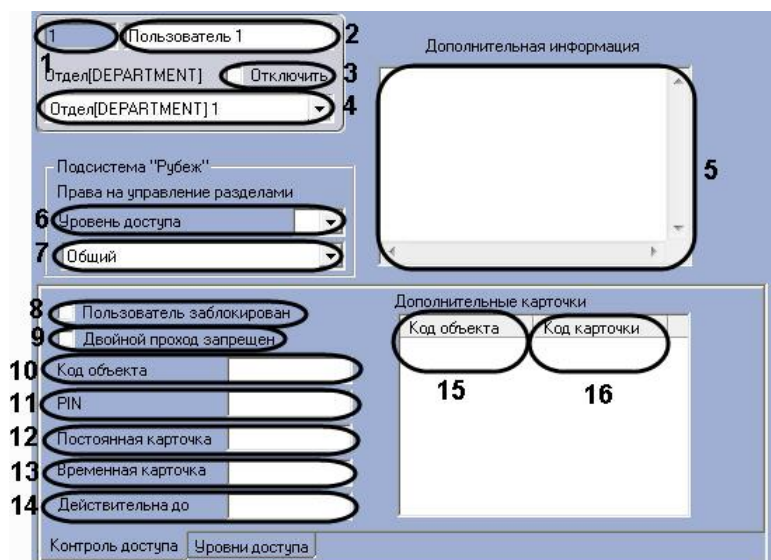 1 Пользователь 1 2
1
Отдел[DEPARTMENT] Отключить 3
Отдел[DEPARTMENT] 1 4
Дополнительная информация
5
Подсистема "Рубеж"
Права на управление разделами
6 Уровень доступа
7 Общий
8 Пользователь заблокирован
9 Двойной проход запрещен
10 Код объекта
11 PIN
12 Постоянная карточка
13 Временная карточка
14 Действительна до
Дополнительные карточки
Код объекта Код карточки
15 16
Контроль доступа Уровни доступа